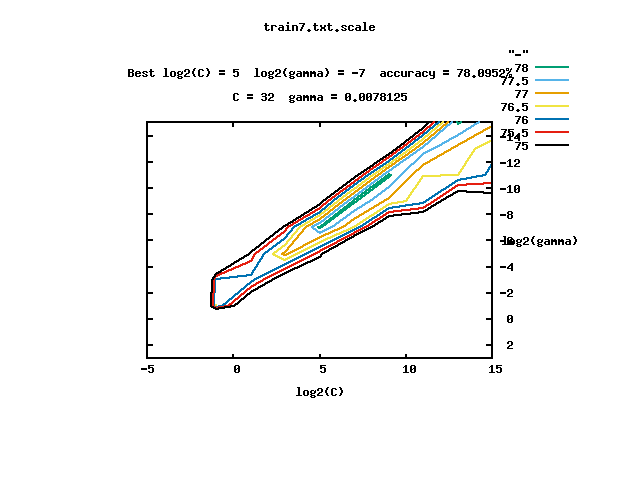 train7.txt.scale
"-"
Best log2(C) = 5  log2(gamma) = -7  accuracy = 78.0952%
C = 32  gamma = 0.0078125
78
77.5
77
76.5
76
75.5
75
-14
-12
-10
-8
-6
log2(gamma)
-4
-2
0
2
-5 0 5 10 15
log2(C)